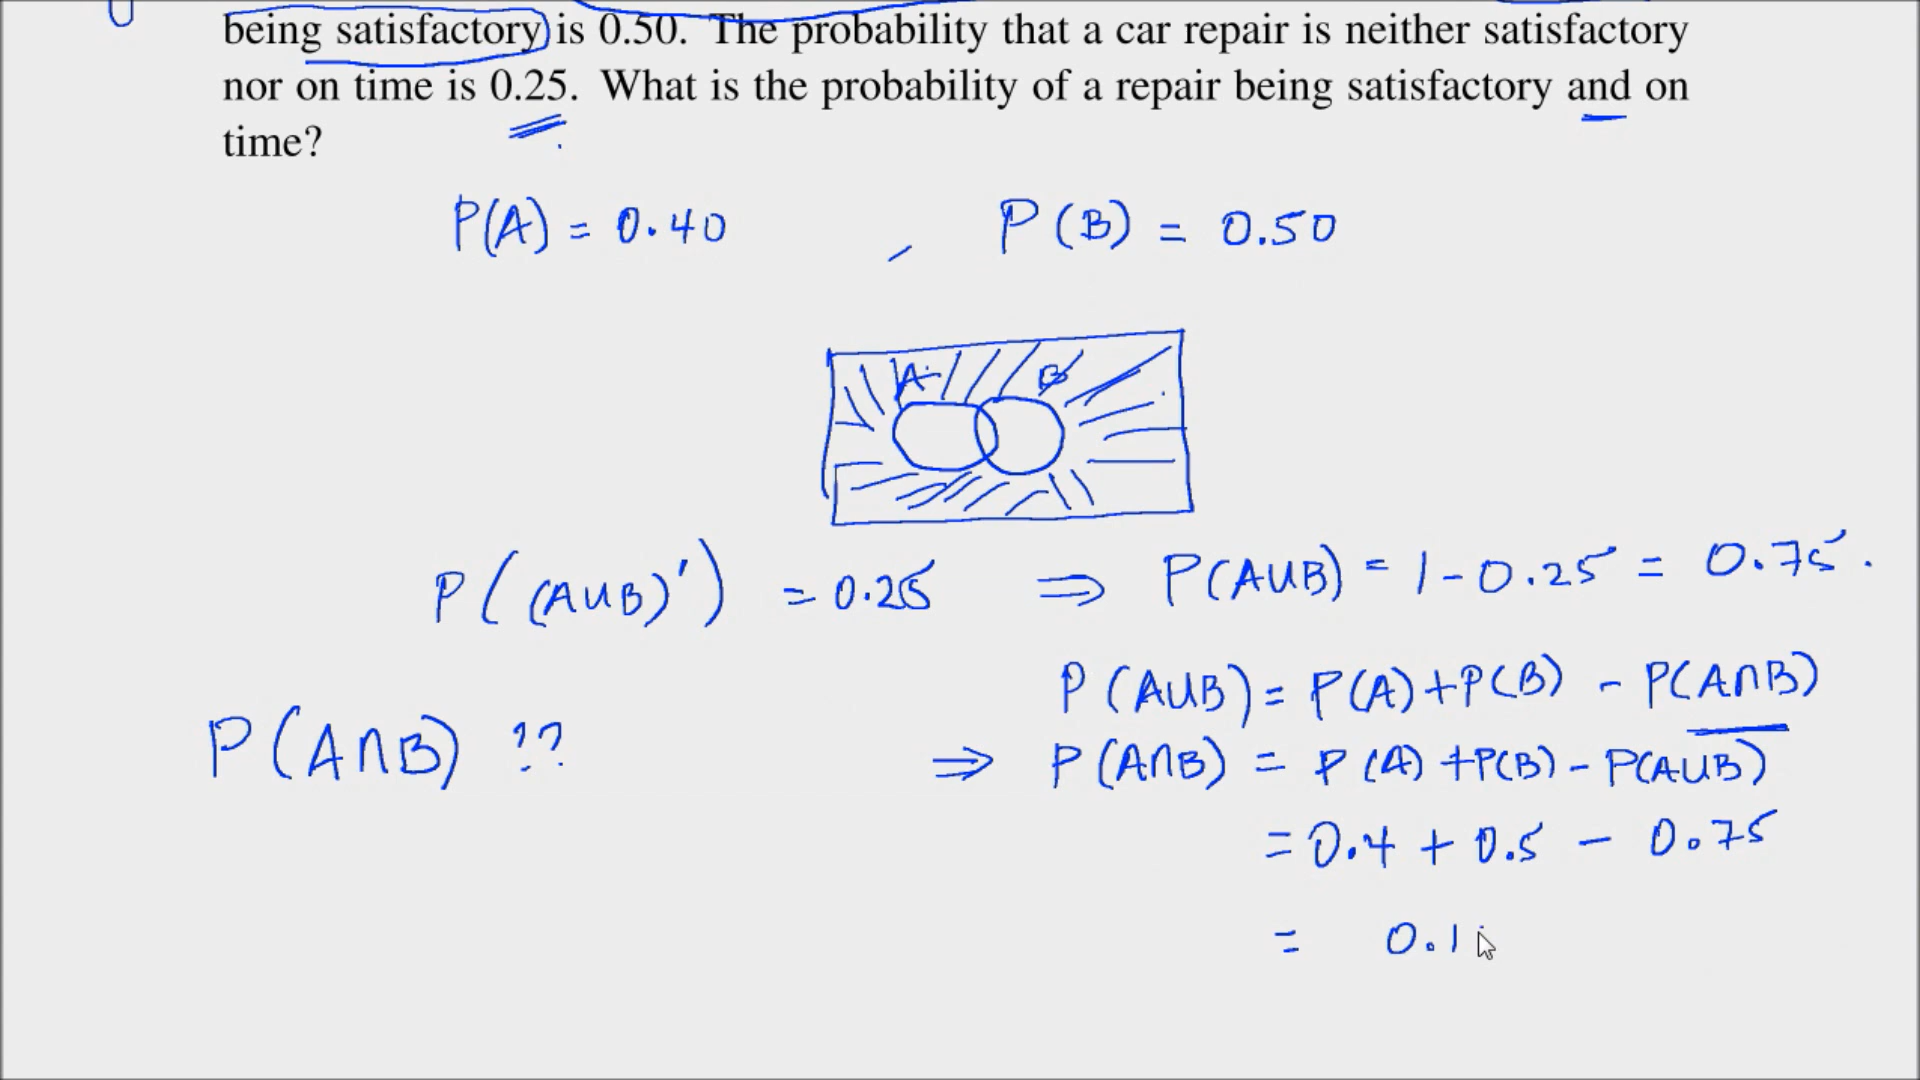 being satisfactory is 0.50. The probability that a car repair is neither satisfactory
nor on time is 0.25. What is the probability of a repair being satisfactory and on
time?
P(A) = 0.40 , P(B) = 0.50
A B
P((A∪B)') = 0.25 ⇒ P(A∪B) = 1-0.25 = 0.75.
P(A∪B) = P(A)+P(B) - P(A∩B)
P(A∩B) ??
⇒ P(A∩B) = P(A)+P(B)-P(A∪B)
= 0.4 + 0.5 - 0.75
= 0.1